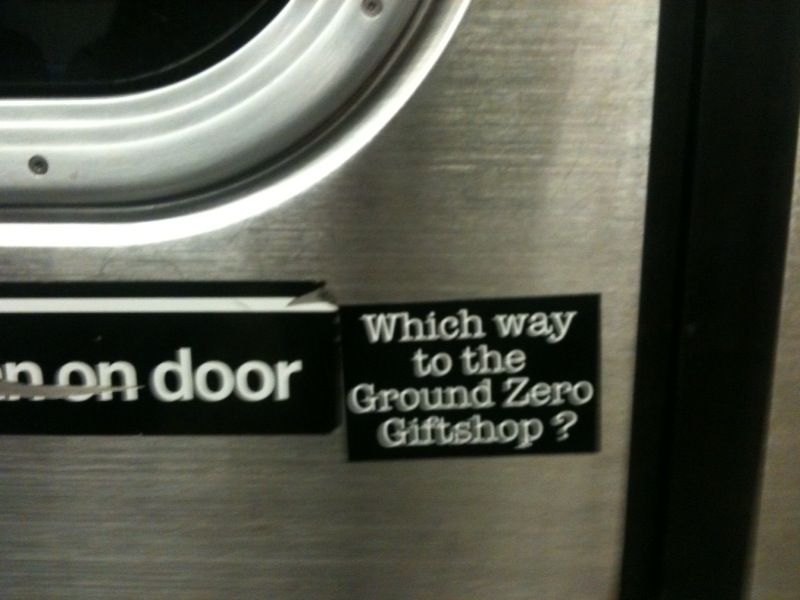 on door
Which way
to the
Ground Zero
Giftshop ?